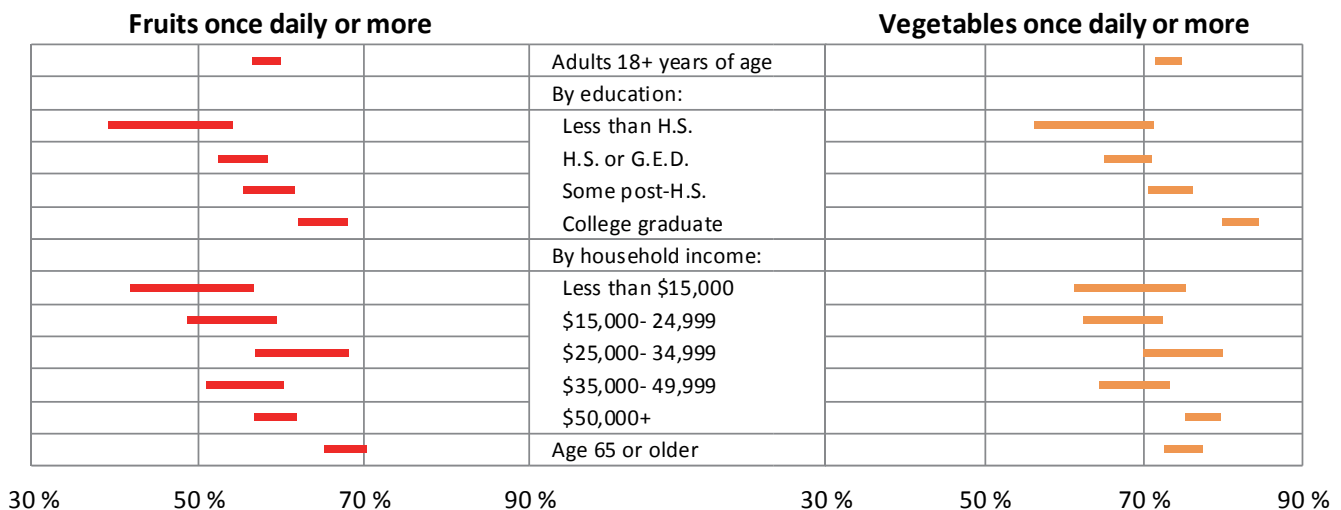 Fruits once daily or more
Vegetables once daily or more
Adults 18+ years of age
By education:
Less than H.S.
H.S. or G.E.D.
Some post-H.S.
College graduate
By household income:
Less than $15,000
$15,000- 24,999
$25,000- 34,999
$35,000- 49,999
$50,000+
Age 65 or older
30 % 50 % 70 % 90 % 30 % 50 % 70 % 90 %